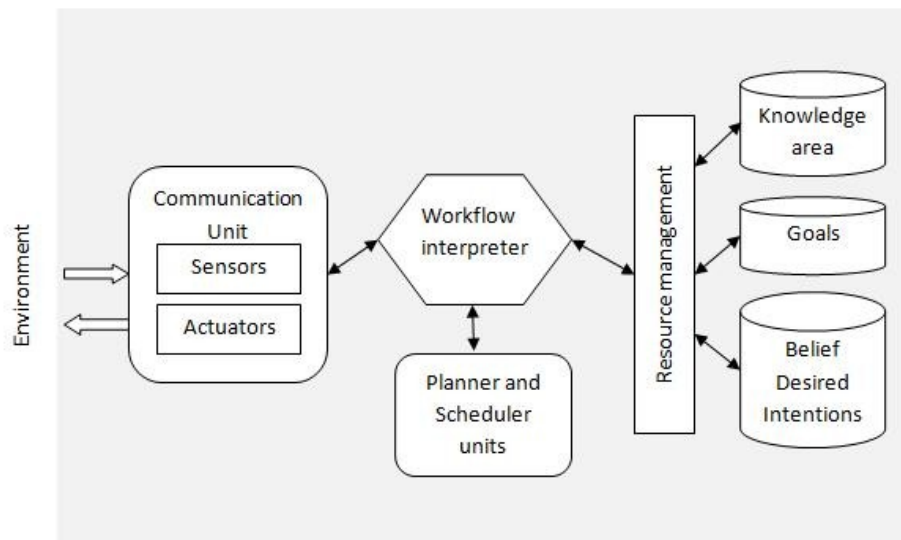 Environment
Communication
Unit
Sensors
Actuators
Workflow
interpreter
Planner and
Scheduler
units
Resource management
Knowledge
area
Goals
Belief
Desired
Intentions